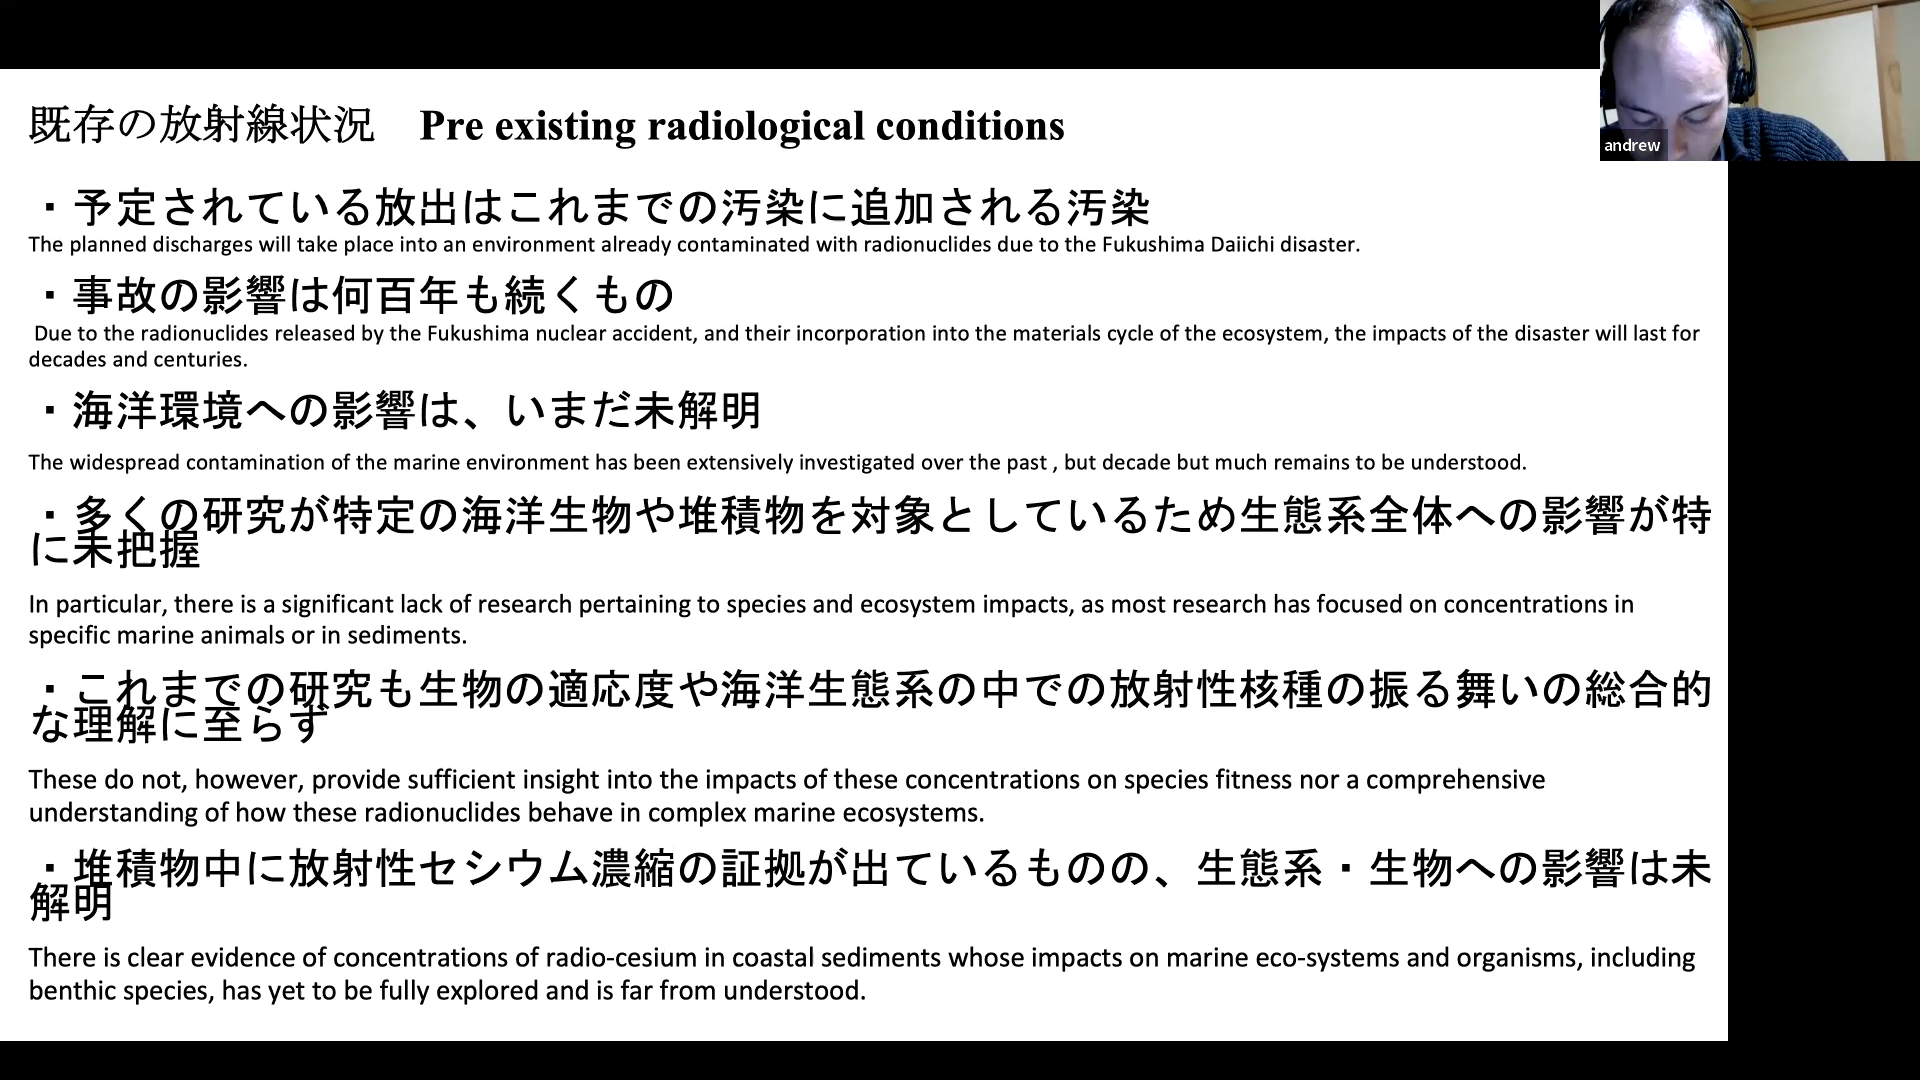 既存の放射線状況　Pre existing radiological conditions
andrew
・予定されている放出はこれまでの汚染に追加される汚染
The planned discharges will take place into an environment already contaminated with radionuclides due to the Fukushima Daiichi disaster.
・事故の影響は何百年も続くもの
Due to the radionuclides released by the Fukushima nuclear accident, and their incorporation into the materials cycle of the ecosystem, the impacts of the disaster will last for
decades and centuries.
・海洋環境への影響は、いまだ未解明
The widespread contamination of the marine environment has been extensively investigated over the past , but decade but much remains to be understood.
・多くの研究が特定の海洋生物や堆積物を対象としているため生態系全体への影響が特
に未把握
In particular, there is a significant lack of research pertaining to species and ecosystem impacts, as most research has focused on concentrations in
specific marine animals or in sediments.
・これまでの研究も生物の適応度や海洋生態系の中での放射性核種の振る舞いの総合的
な理解に至らず
These do not, however, provide sufficient insight into the impacts of these concentrations on species fitness nor a comprehensive
understanding of how these radionuclides behave in complex marine ecosystems.
・堆積物中に放射性セシウム濃縮の証拠が出ているものの、生態系・生物への影響は未
解明
There is clear evidence of concentrations of radio-cesium in coastal sediments whose impacts on marine eco-systems and organisms, including
benthic species, has yet to be fully explored and is far from understood.